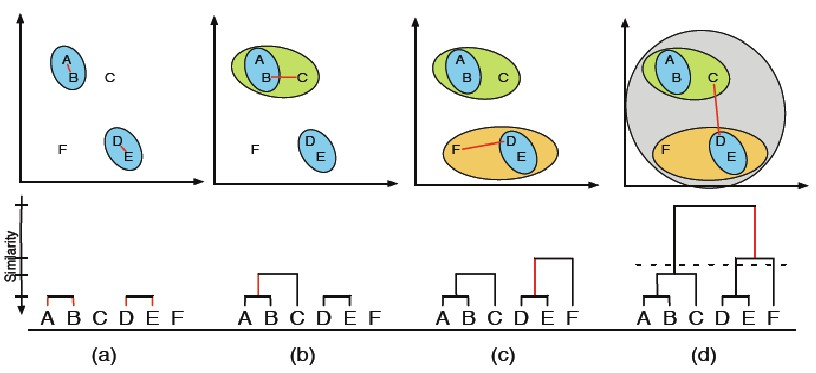 A
B C
F D
E
A
B C
F D
E
A
B C
F D
E
A
B C
F D
E
Similarity
A B C D E F
A B C D E F
A B C D E F
A B C D E F
(a) (b) (c) (d)